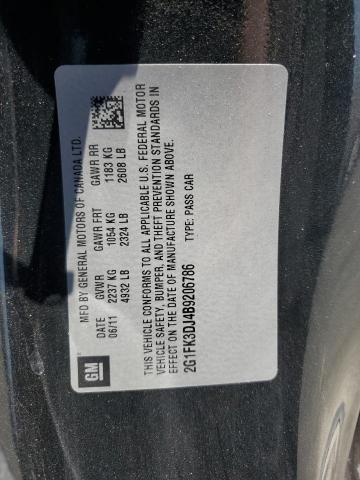 GM
MFD BY GENERAL MOTORS OF CANADA LTD.
DATE GVWR GAWR FRT GAWR RR
06/11 2237 KG 1054 KG 1183 KG
4932 LB 2324 LB 2608 LB
THIS VEHICLE CONFORMS TO ALL APPLICABLE U.S. FEDERAL MOTOR
VEHICLE SAFETY, BUMPER, AND THEFT PREVENTION STANDARDS IN
EFFECT ON THE DATE OF MANUFACTURE SHOWN ABOVE.
2G1FK3DJ4B9206786 TYPE: PASS CAR